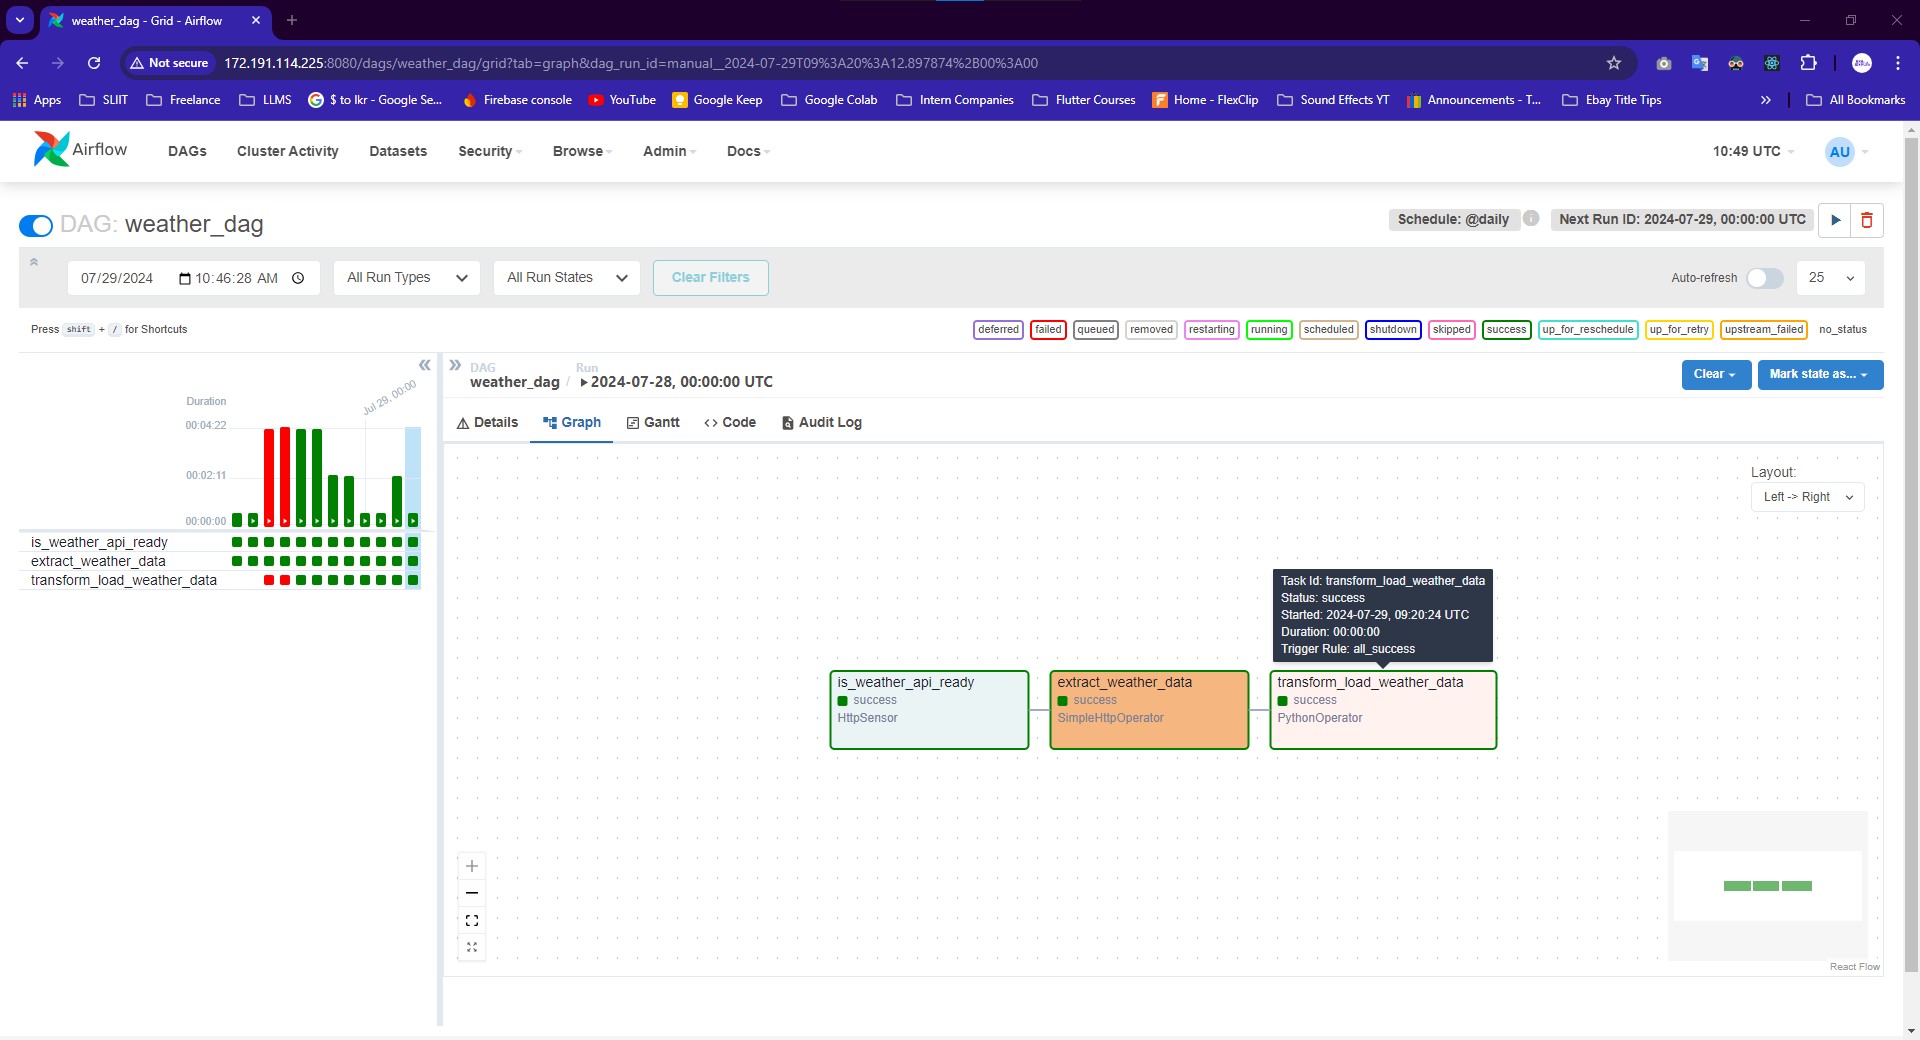 weather_dag - Grid - Airflow
Not secure
172.191.114.225:8080/dags/weather_dag/grid?tab=graph&dag_run_id=manual__2024-07-29T09%3A20%3A12.897874%2B00%3A00
Apps
SLIIT
Freelance
LLMS
$ to lkr - Google Se...
Firebase console
YouTube
Google Keep
Google Colab
Intern Companies
Flutter Courses
Home - FlexClip
Sound Effects YT
Announcements - T...
Ebay Title Tips
All Bookmarks
Airflow
DAGs
Cluster Activity
Datasets
Security
Browse
Admin
Docs
10:49 UTC
AU
DAG: weather_dag
Schedule: @daily
Next Run ID: 2024-07-29, 00:00:00 UTC
07/29/2024 10:46:28 AM
All Run Types
All Run States
Clear Filters
Auto-refresh
25
Press shift + / for Shortcuts
deferred
failed
queued
removed
restarting
running
scheduled
shutdown
skipped
success
up_for_reschedule
up_for_retry
upstream_failed
no_status
Duration
Jul 29, 00:00
00:04:22
00:02:11
00:00:00
is_weather_api_ready
extract_weather_data
transform_load_weather_data
DAG
weather_dag
/
Run
2024-07-28, 00:00:00 UTC
Clear
Mark state as...
Details
Graph
Gantt
Code
Audit Log
Layout:
Left -> Right
Task Id: transform_load_weather_data
Status: success
Started: 2024-07-29, 09:20:24 UTC
Duration: 00:00:00
Trigger Rule: all_success
is_weather_api_ready
success
HttpSensor
extract_weather_data
success
SimpleHttpOperator
transform_load_weather_data
success
PythonOperator
React Flow